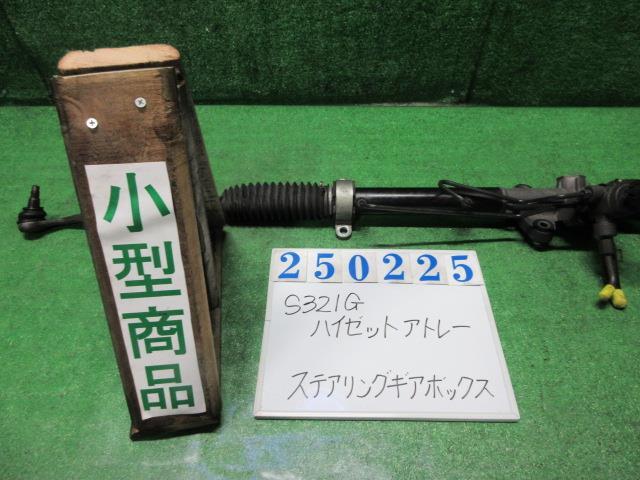 小型商品
250225
S321G
ハイゼット アトレー
ステアリングギアボックス